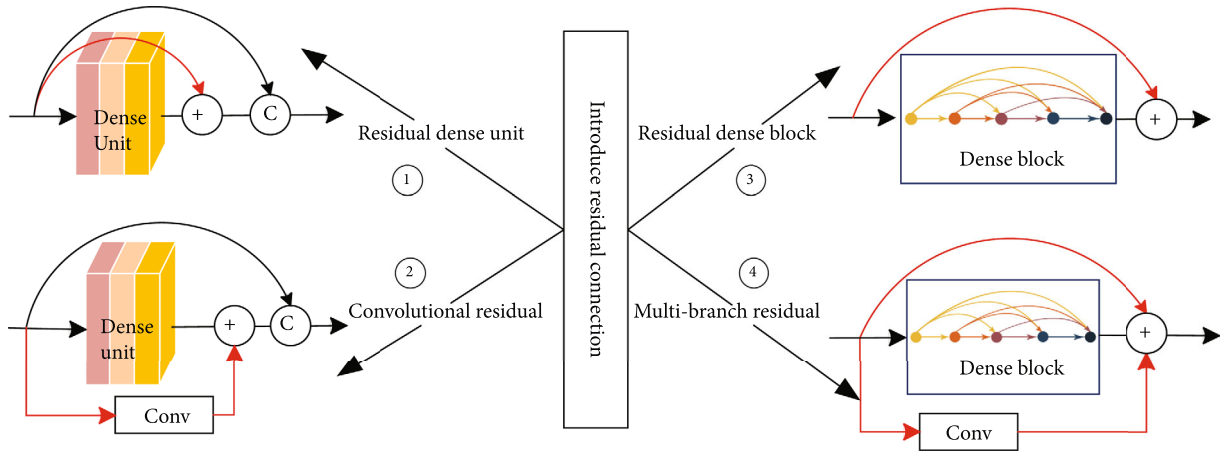 Dense
Unit
+
C
Residual dense unit
1
2
Convolutional residual
Dense
unit
+
C
Conv
Introduce residual connection
Residual dense block
3
4
Multi-branch residual
Dense block
+
Dense block
+
Conv